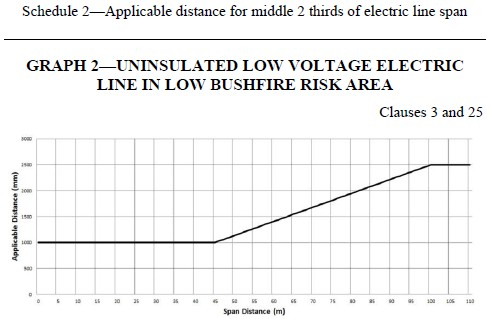 Schedule 2—Applicable distance for middle 2 thirds of electric line span
GRAPH 2—UNINSULATED LOW VOLTAGE ELECTRIC
LINE IN LOW BUSHFIRE RISK AREA
Clauses 3 and 25
Applicable Distance (mm)
3000
2500
2000
1500
1000
500
0
0 5 10 15 20 25 30 35 40 45 50 55 60 65 70 75 80 85 90 95 100 105 110
Span Distance (m)